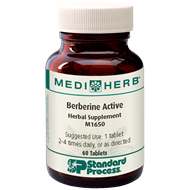 MEDIHERB
Berberine Active
Herbal Supplement
M1650
Suggested Use: 1 tablet
2-4 times daily, or as directed.
60 Tablets
SP Standard
Process